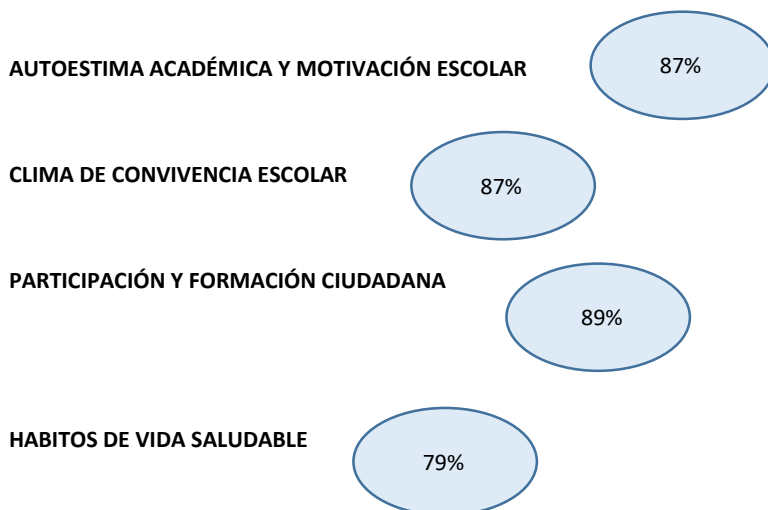 AUTOESTIMA ACADÉMICA Y MOTIVACIÓN ESCOLAR
87%
CLIMA DE CONVIVENCIA ESCOLAR
87%
PARTICIPACIÓN Y FORMACIÓN CIUDADANA
89%
HABITOS DE VIDA SALUDABLE
79%